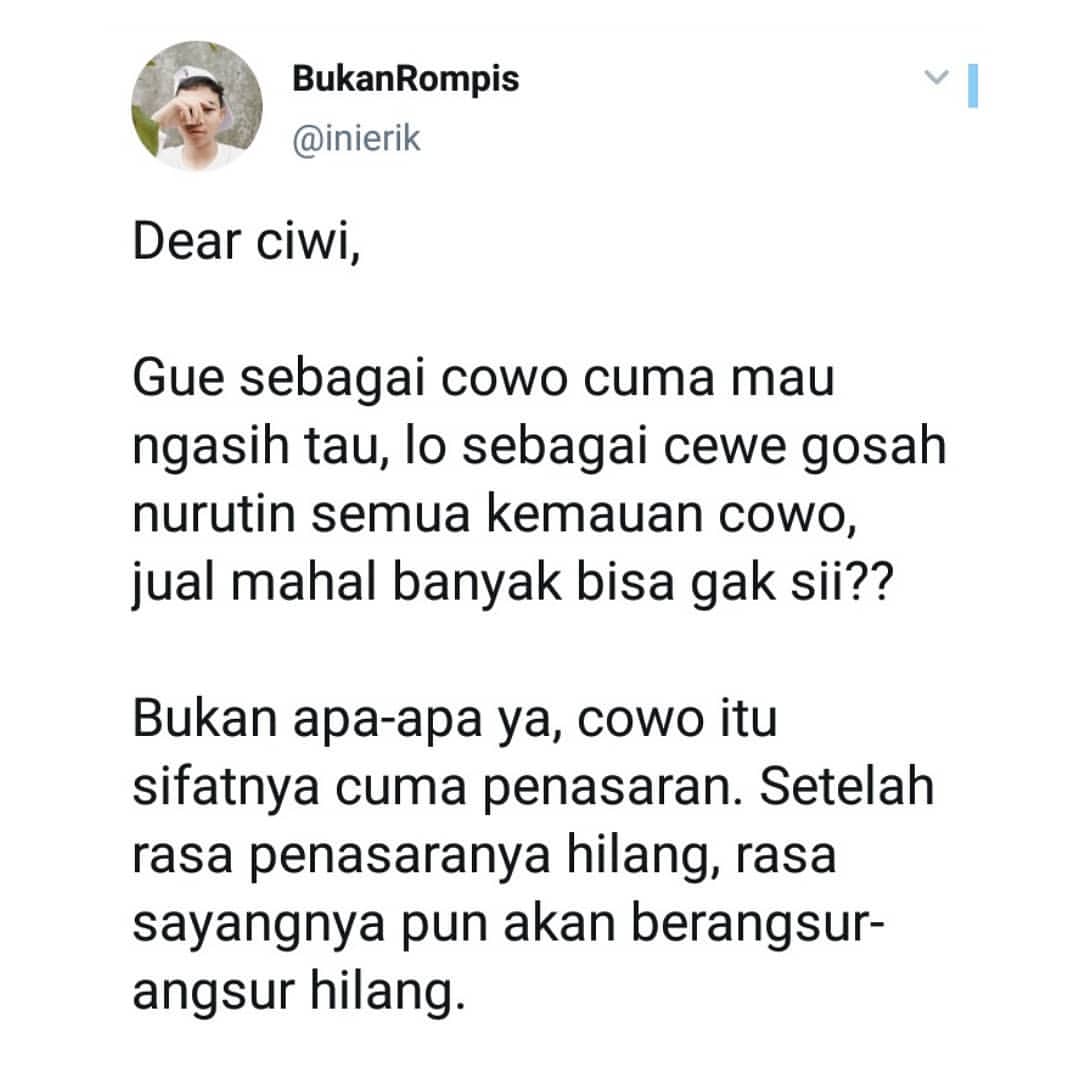 BukanRompis
@inierik
Dear ciwi,
Gue sebagai cowo cuma mau
ngasih tau, lo sebagai cewe gosah
nurutin semua kemauan cowo,
jual mahal banyak bisa gak sii??
Bukan apa-apa ya, cowo itu
sifatnya cuma penasaran. Setelah
rasa penasaranya hilang, rasa
sayangnya pun akan berangsur-
angsur hilang.